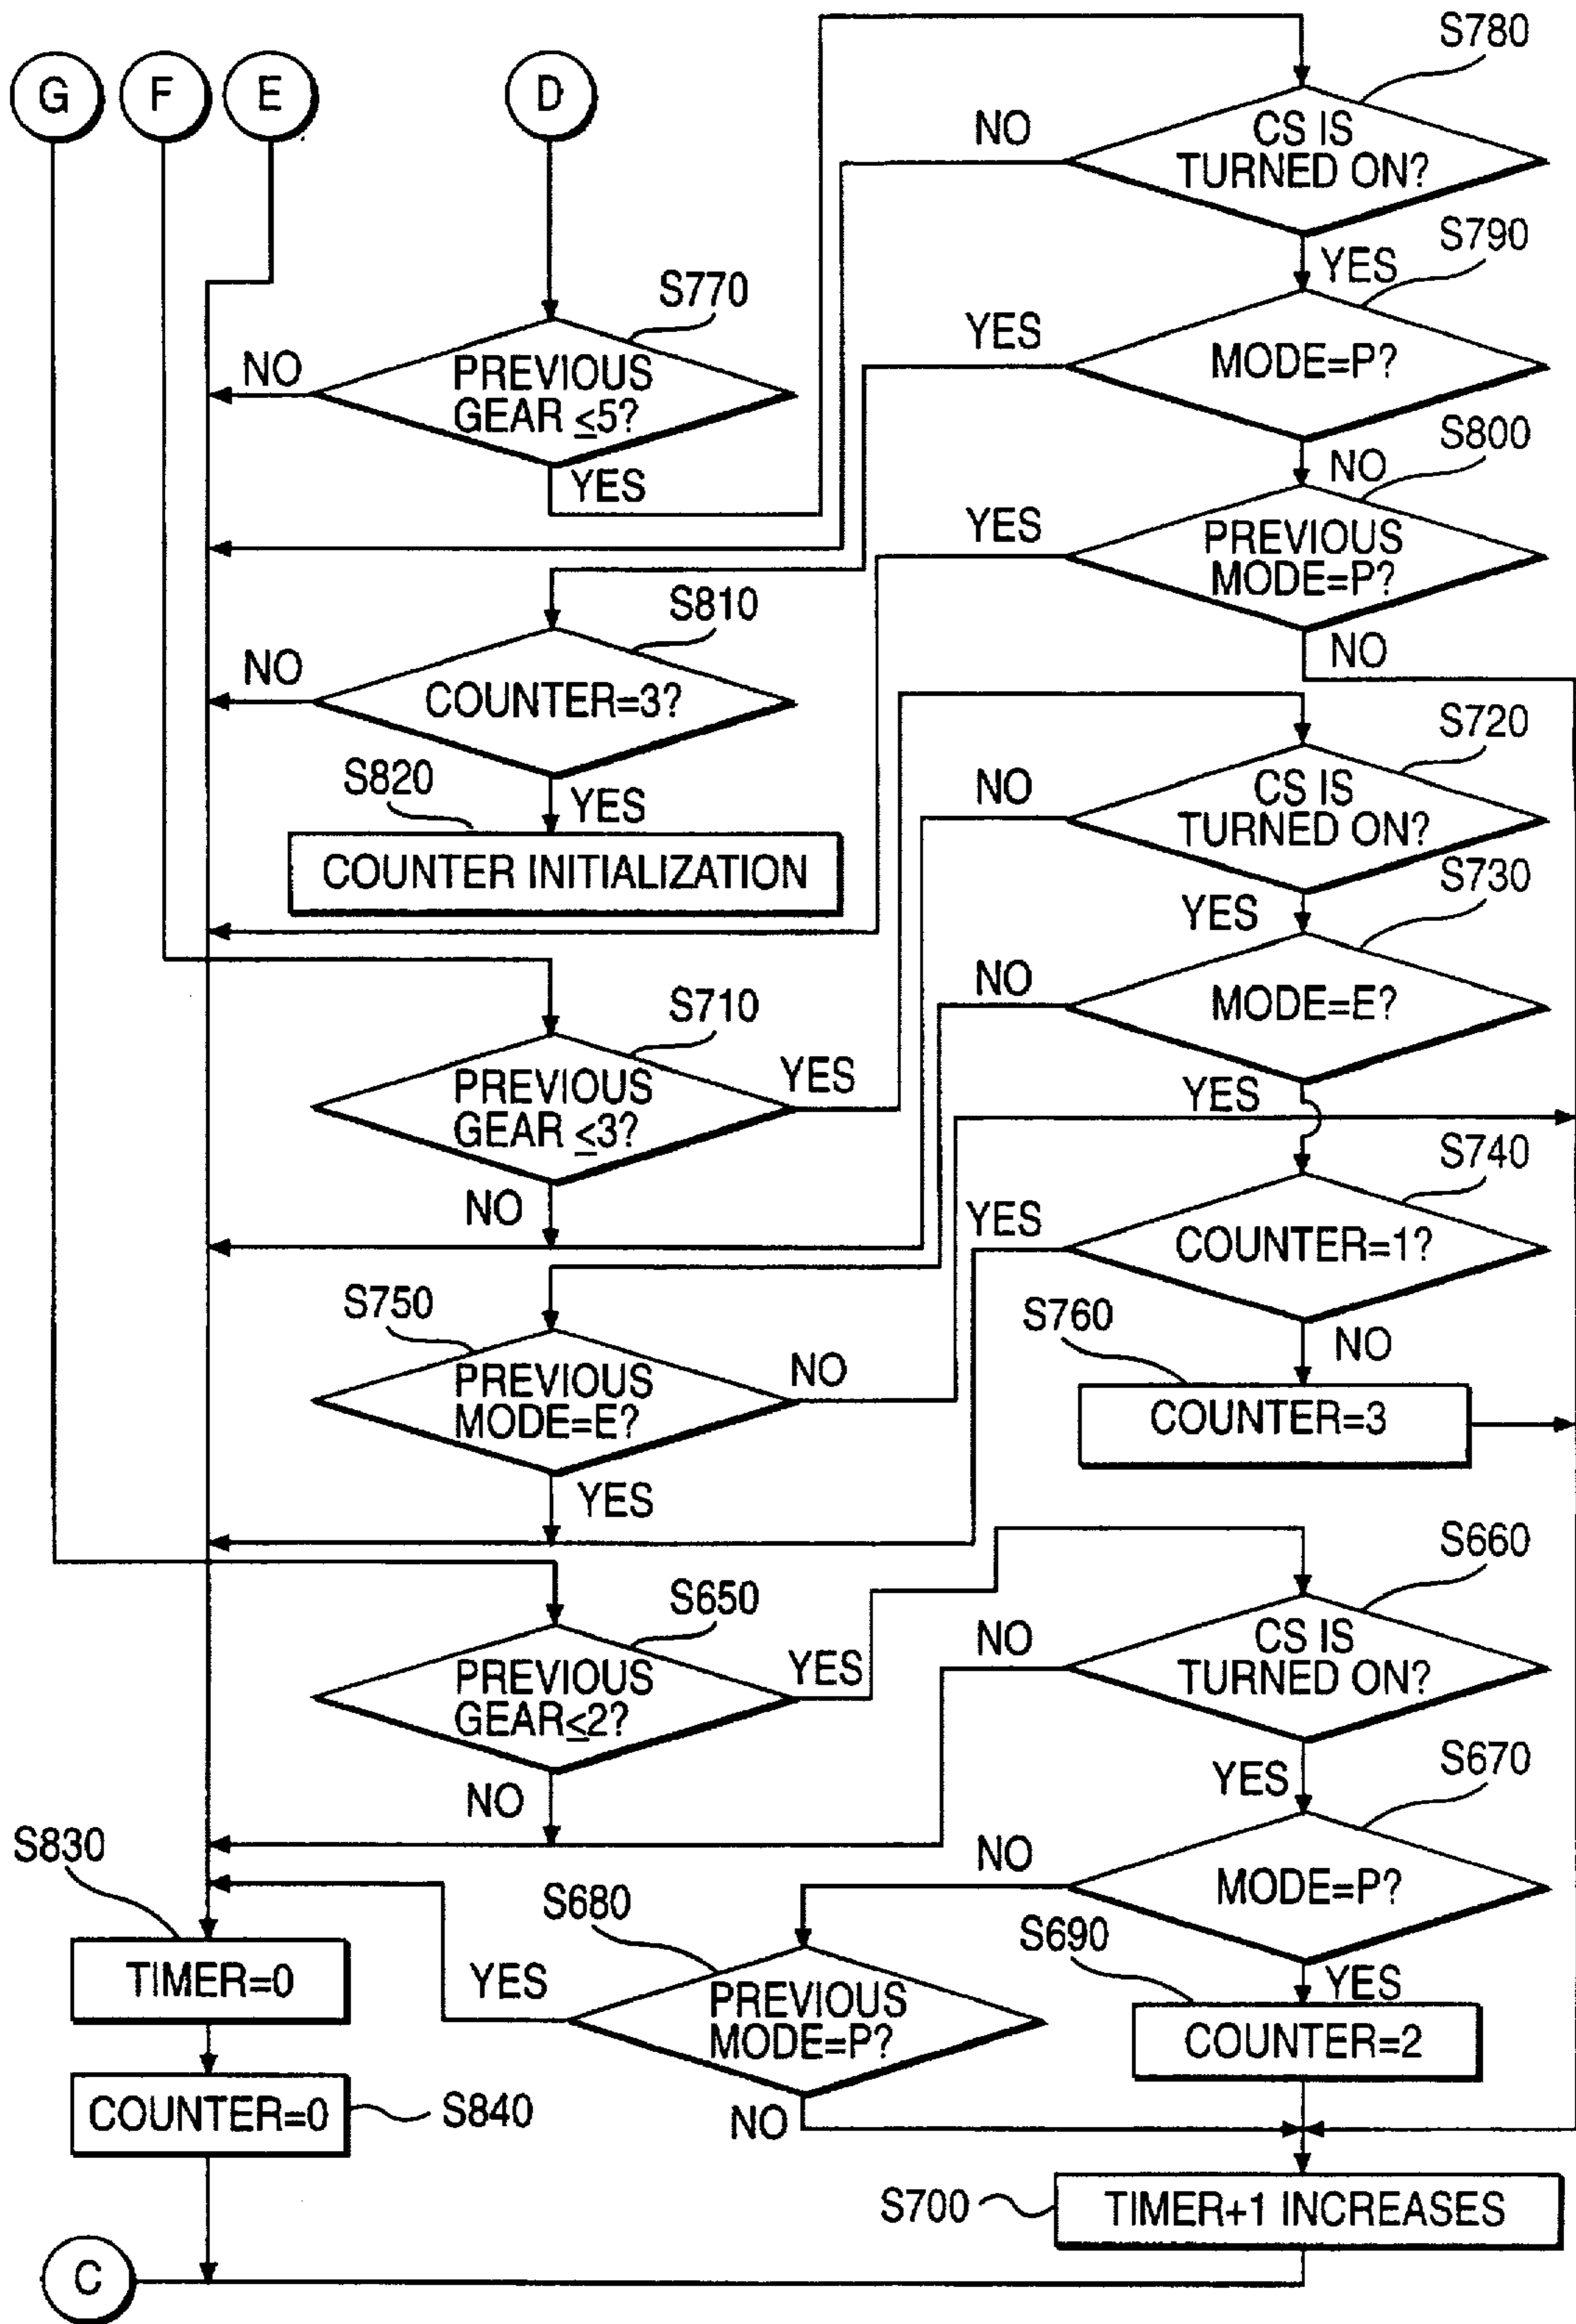 G
F
E
D
S780
CS IS
TURNED ON?
NO
YES
S790
MODE=P?
YES
NO
S770
PREVIOUS
GEAR ≤5?
NO
YES
S800
PREVIOUS
MODE=P?
YES
NO
S810
COUNTER=3?
NO
YES
S820
COUNTER INITIALIZATION
S720
CS IS
TURNED ON?
NO
YES
S730
MODE=E?
NO
YES
S710
PREVIOUS
GEAR ≤3?
YES
NO
S740
COUNTER=1?
YES
NO
S750
PREVIOUS
MODE=E?
NO
YES
S760
COUNTER=3
S650
PREVIOUS
GEAR≤2?
YES
NO
S660
CS IS
TURNED ON?
NO
YES
S670
MODE=P?
NO
YES
S680
PREVIOUS
MODE=P?
YES
NO
S690
COUNTER=2
S830
TIMER=0
COUNTER=0
S840
S700
TIMER+1 INCREASES
C